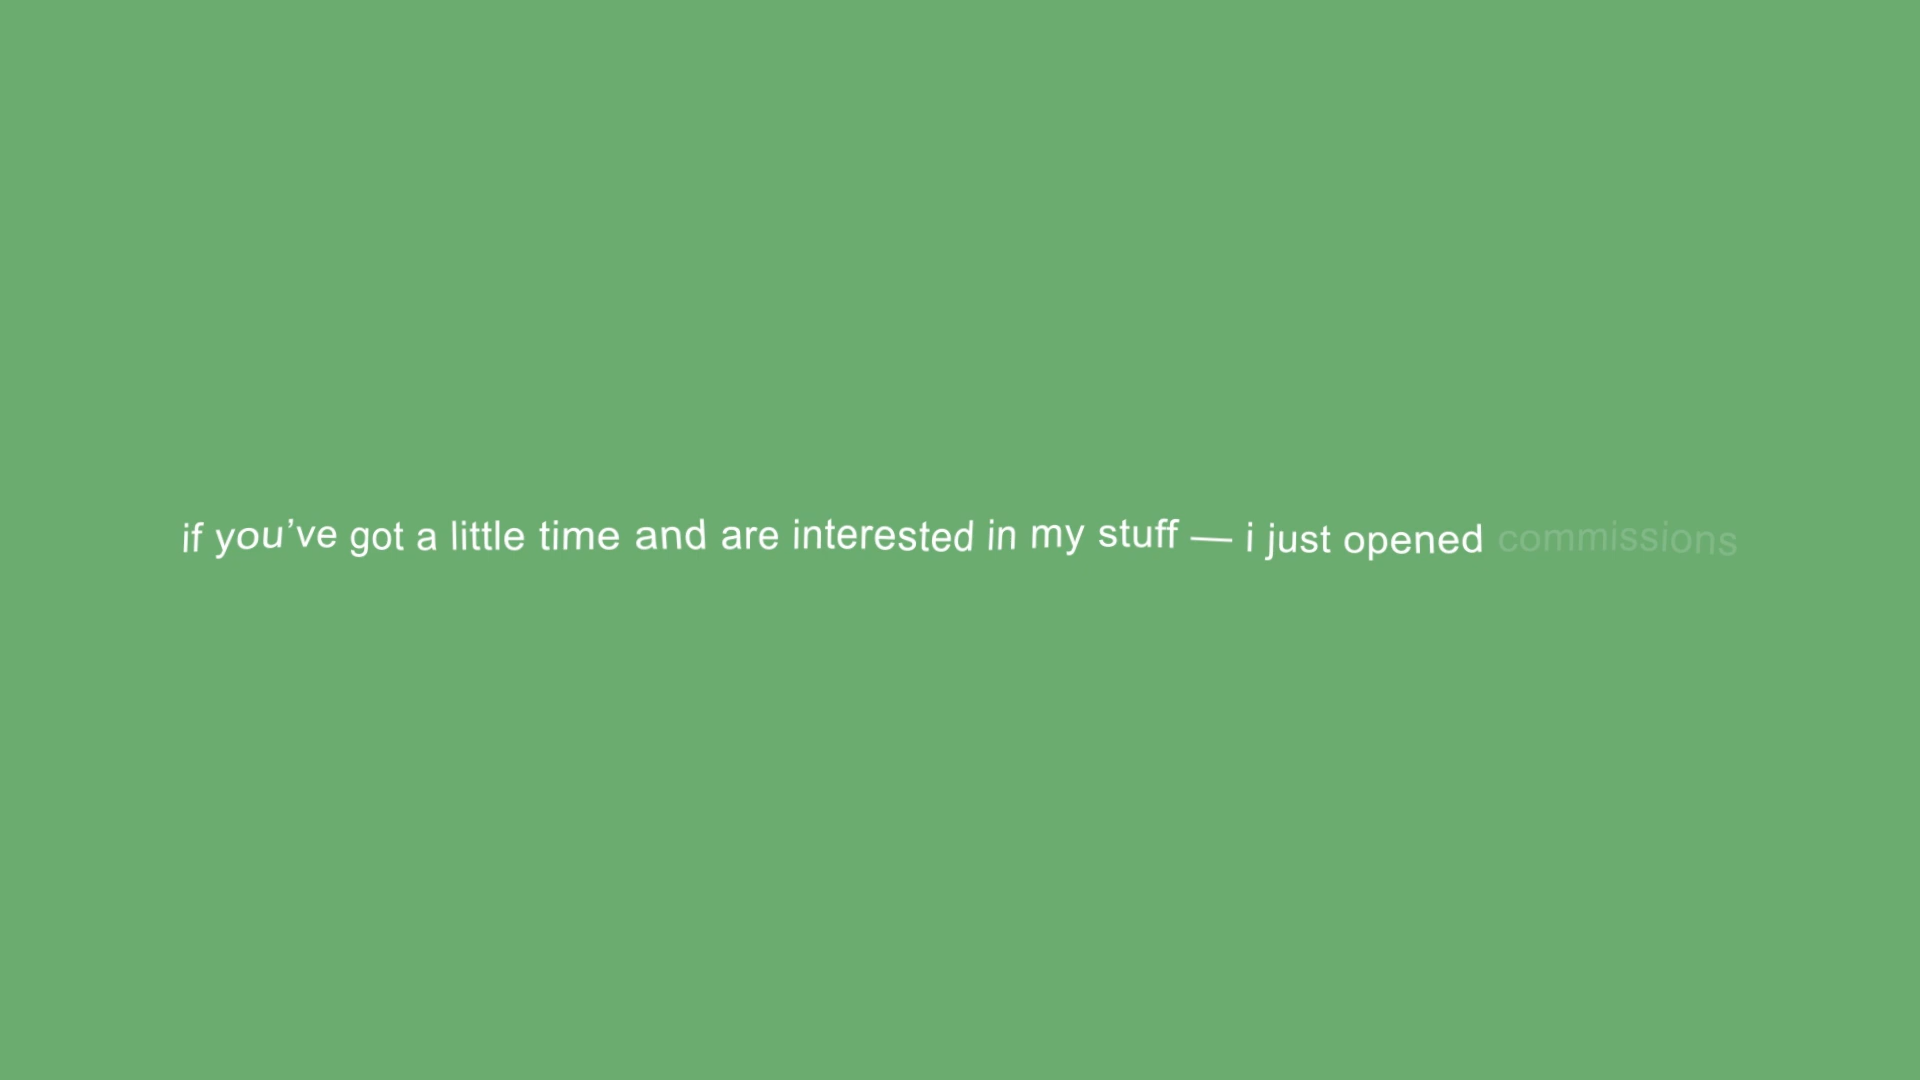 if you’ve got a little time and are interested in my stuff — i just opened commissions